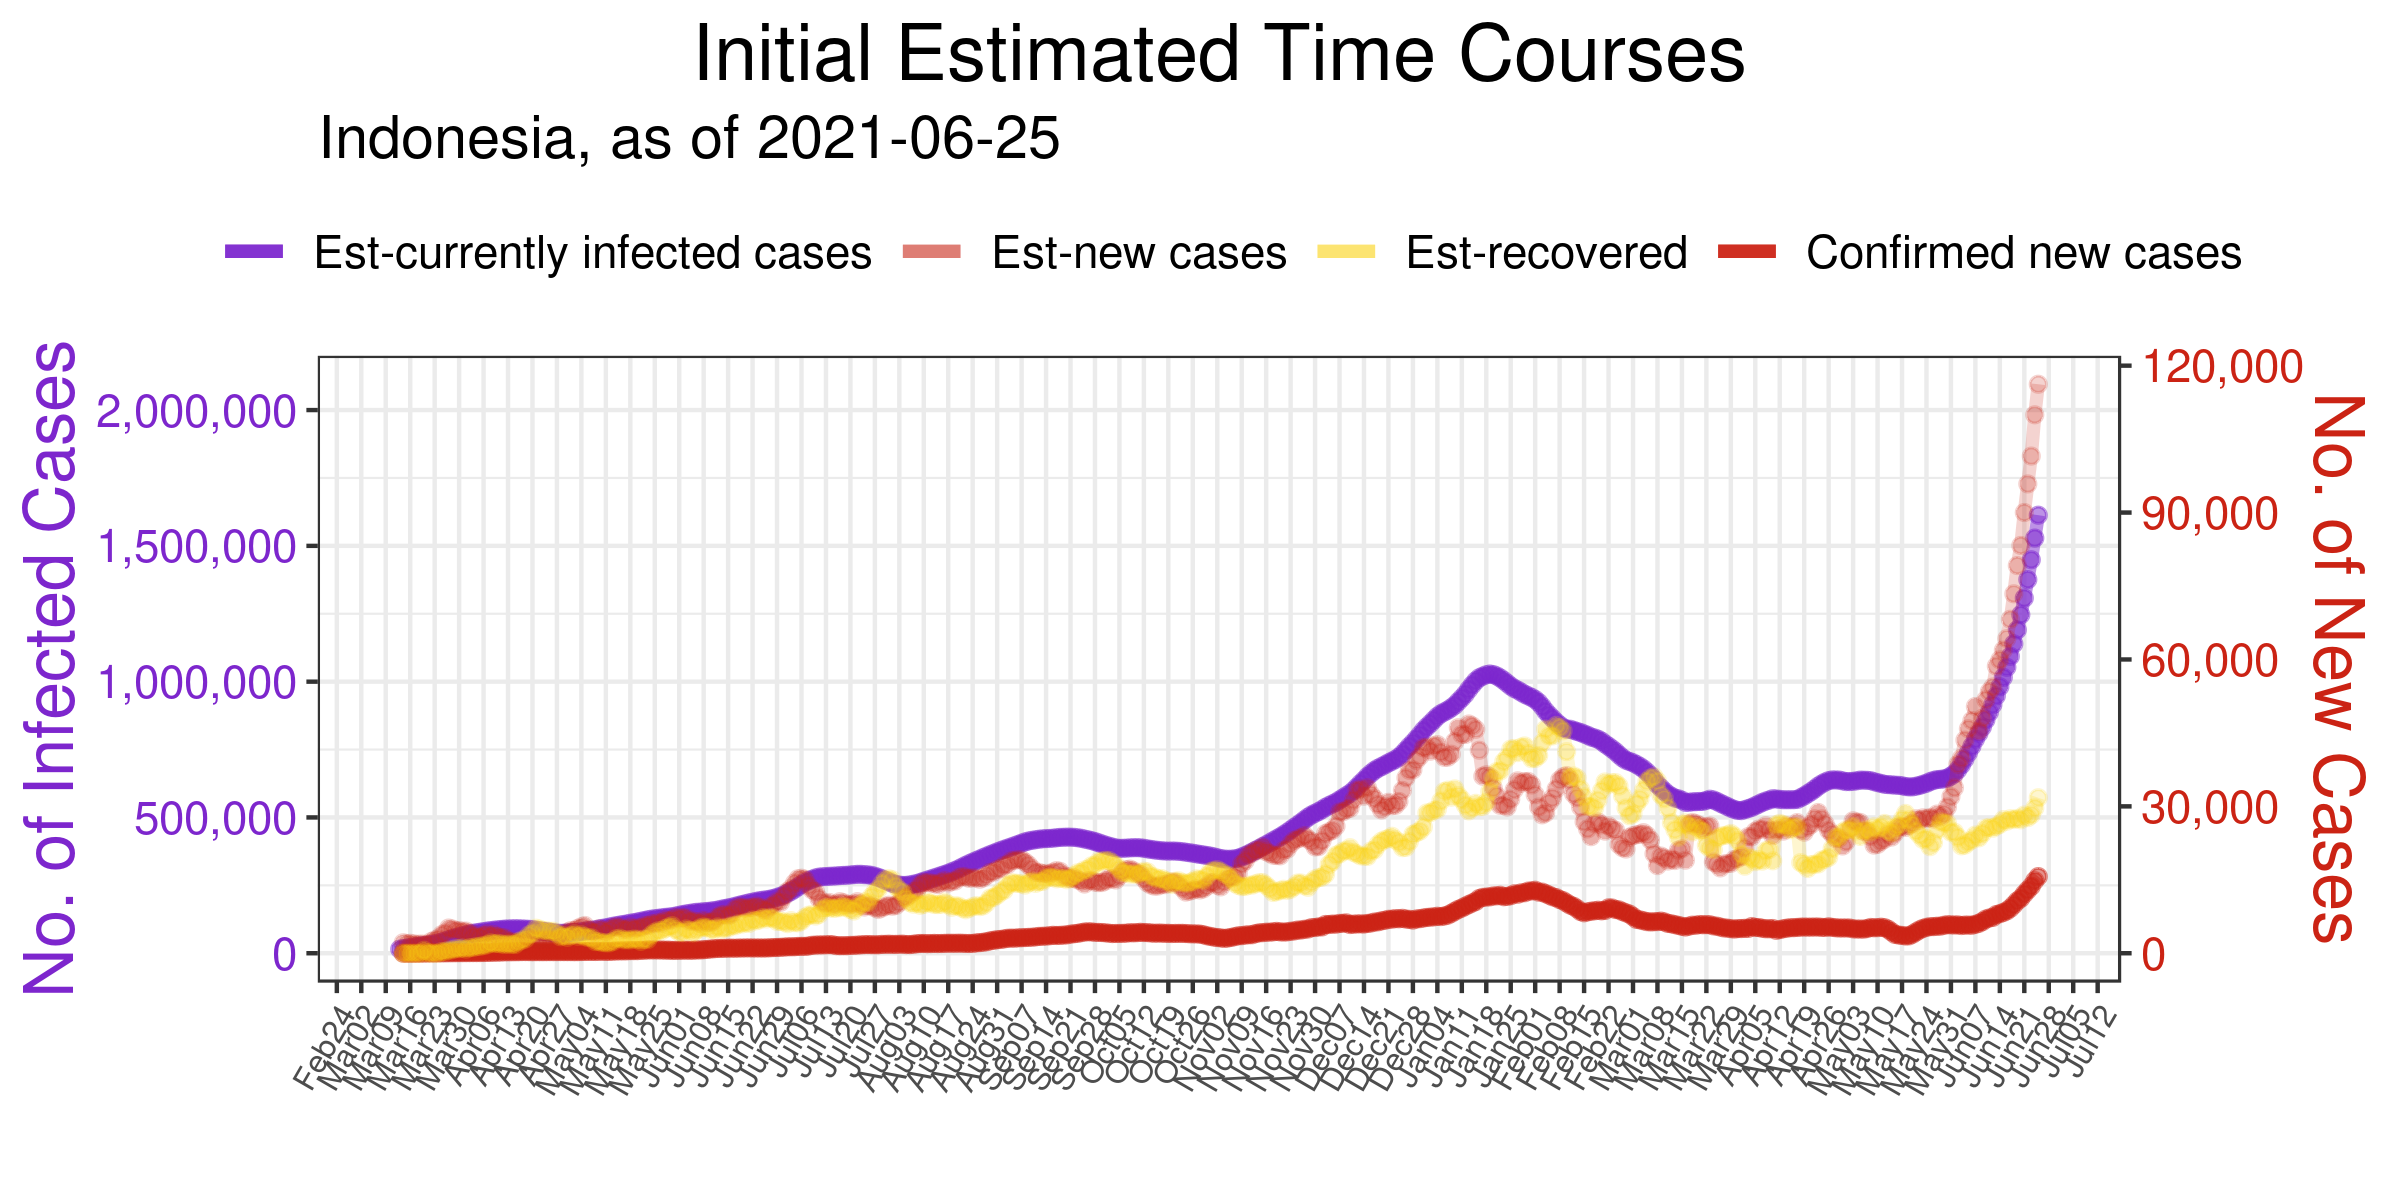 Initial Estimated Time Courses
Indonesia, as of 2021-06-25
Est-currently infected cases Est-new cases Est-recovered Confirmed new cases
No. of Infected Cases
2,000,000
1,500,000
1,000,000
500,000
0
120,000
90,000
60,000
30,000
0
No. of New Cases
Feb24 Mar02 Mar09 Mar16 Mar23 Mar30 Apr06 Apr13 Apr20 Apr27 May04 May11 May18 May25 Jun01 Jun08 Jun15 Jun22 Jun29 Jul06 Jul13 Jul20 Jul27 Aug03 Aug10 Aug17 Aug24 Aug31 Sep07 Sep14 Sep21 Sep28 Oct05 Oct12 Oct19 Oct26 Nov02 Nov09 Nov16 Nov23 Nov30 Dec07 Dec14 Dec21 Dec28 Jan04 Jan11 Jan18 Jan25 Feb01 Feb08 Feb15 Feb22 Mar01 Mar08 Mar15 Mar22 Mar29 Apr05 Apr12 Apr19 Apr26 May03 May10 May17 May24 May31 Jun07 Jun14 Jun21 Jun28 Jul05 Jul12